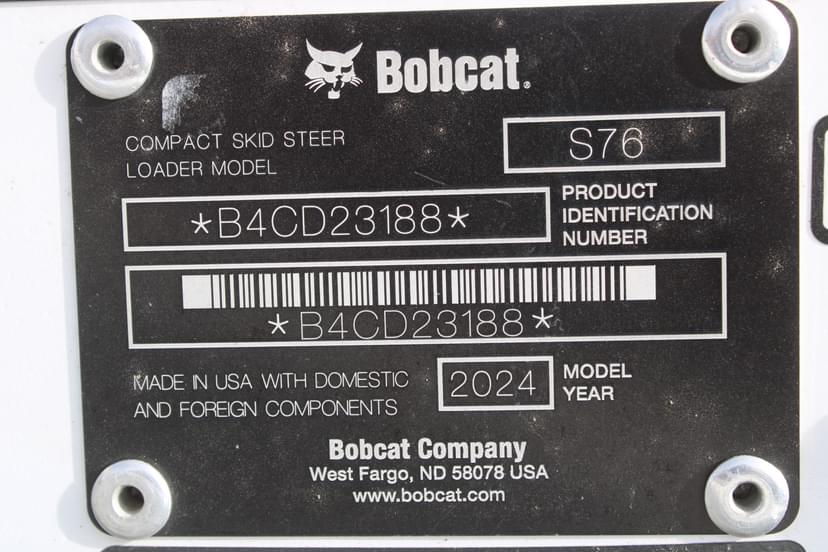 Bobcat.
COMPACT SKID STEER
LOADER MODEL
S76
*B4CD23188*
PRODUCT
IDENTIFICATION
NUMBER
*B4CD23188*
MADE IN USA WITH DOMESTIC
AND FOREIGN COMPONENTS
2024
MODEL
YEAR
Bobcat Company
West Fargo, ND 58078 USA
www.bobcat.com